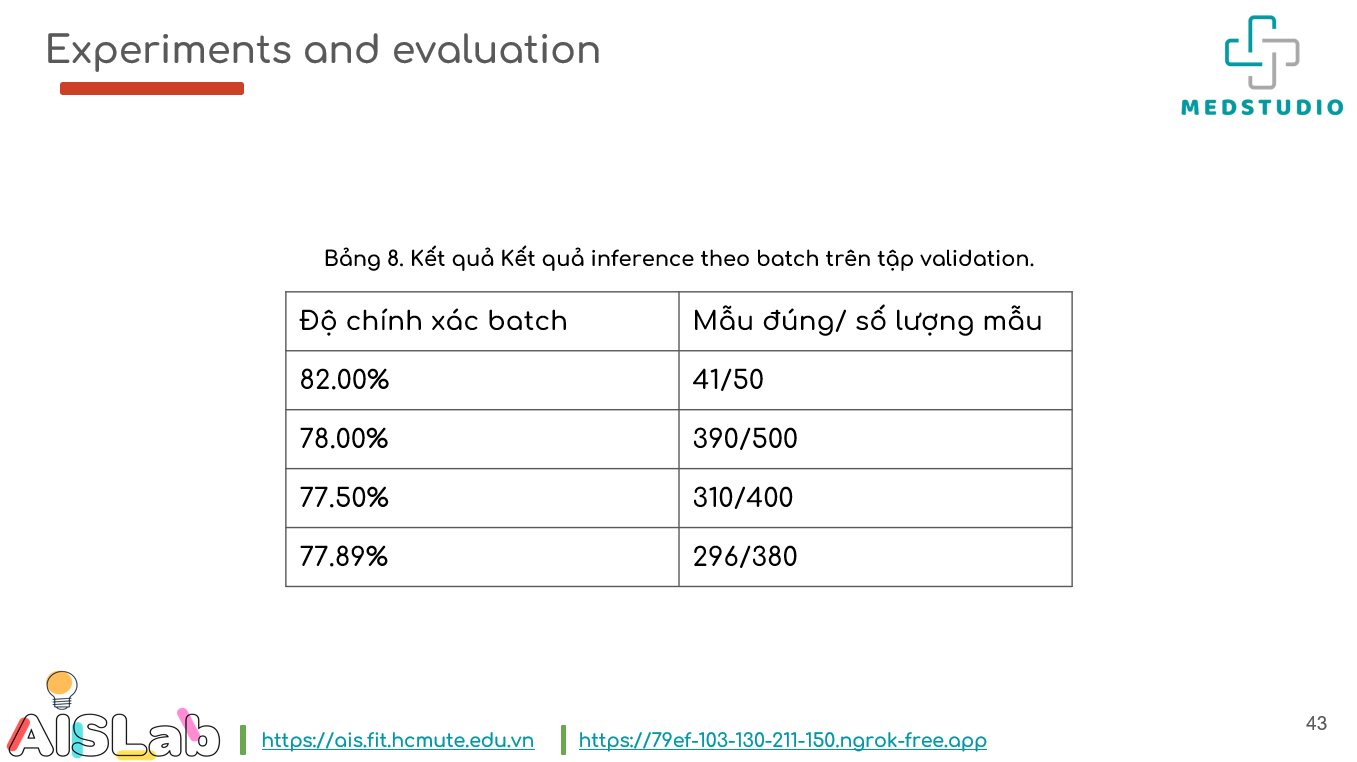 Experiments and evaluation
MEDSTUDIO
Bảng 8. Kết quả Kết quả inference theo batch trên tập validation.
Độ chính xác batch
Mẫu đúng/ số lượng mẫu
82.00%
41/50
78.00%
390/500
77.50%
310/400
77.89%
296/380
AISLab
https://ais.fit.hcmute.edu.vn
https://79ef-103-130-211-150.ngrok-free.app
43